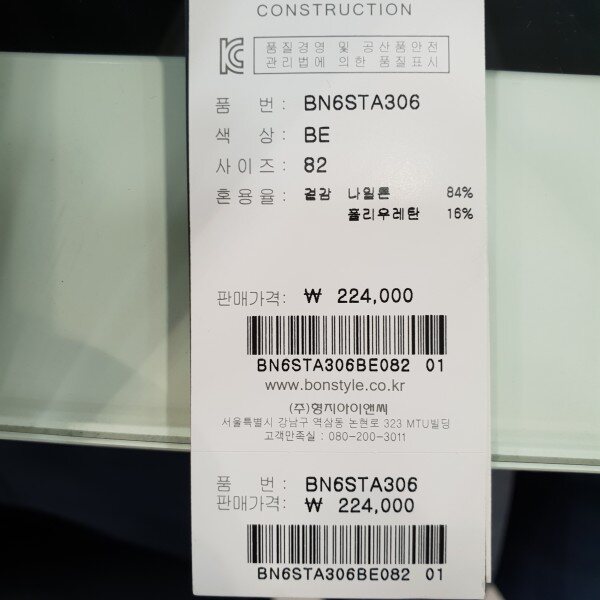 CONSTRUCTION
품질경영 및 공산품안전
관리법에 의한 품질표시
품 번 : BN6STA306
색 상 : BE
사이즈 : 82
혼용율 : 겉감 나일론 84%
폴리우레탄 16%
판매가격: ₩ 224,000
BN6STA306BE082 01
www.bonstyle.co.kr
(주)형지아이앤씨
서울특별시 강남구 역삼동 논현로 323 MTU빌딩
고객만족실 : 080-200-3011
품 번 : BN6STA306
판매가격: ₩ 224,000
BN6STA306BE082 01